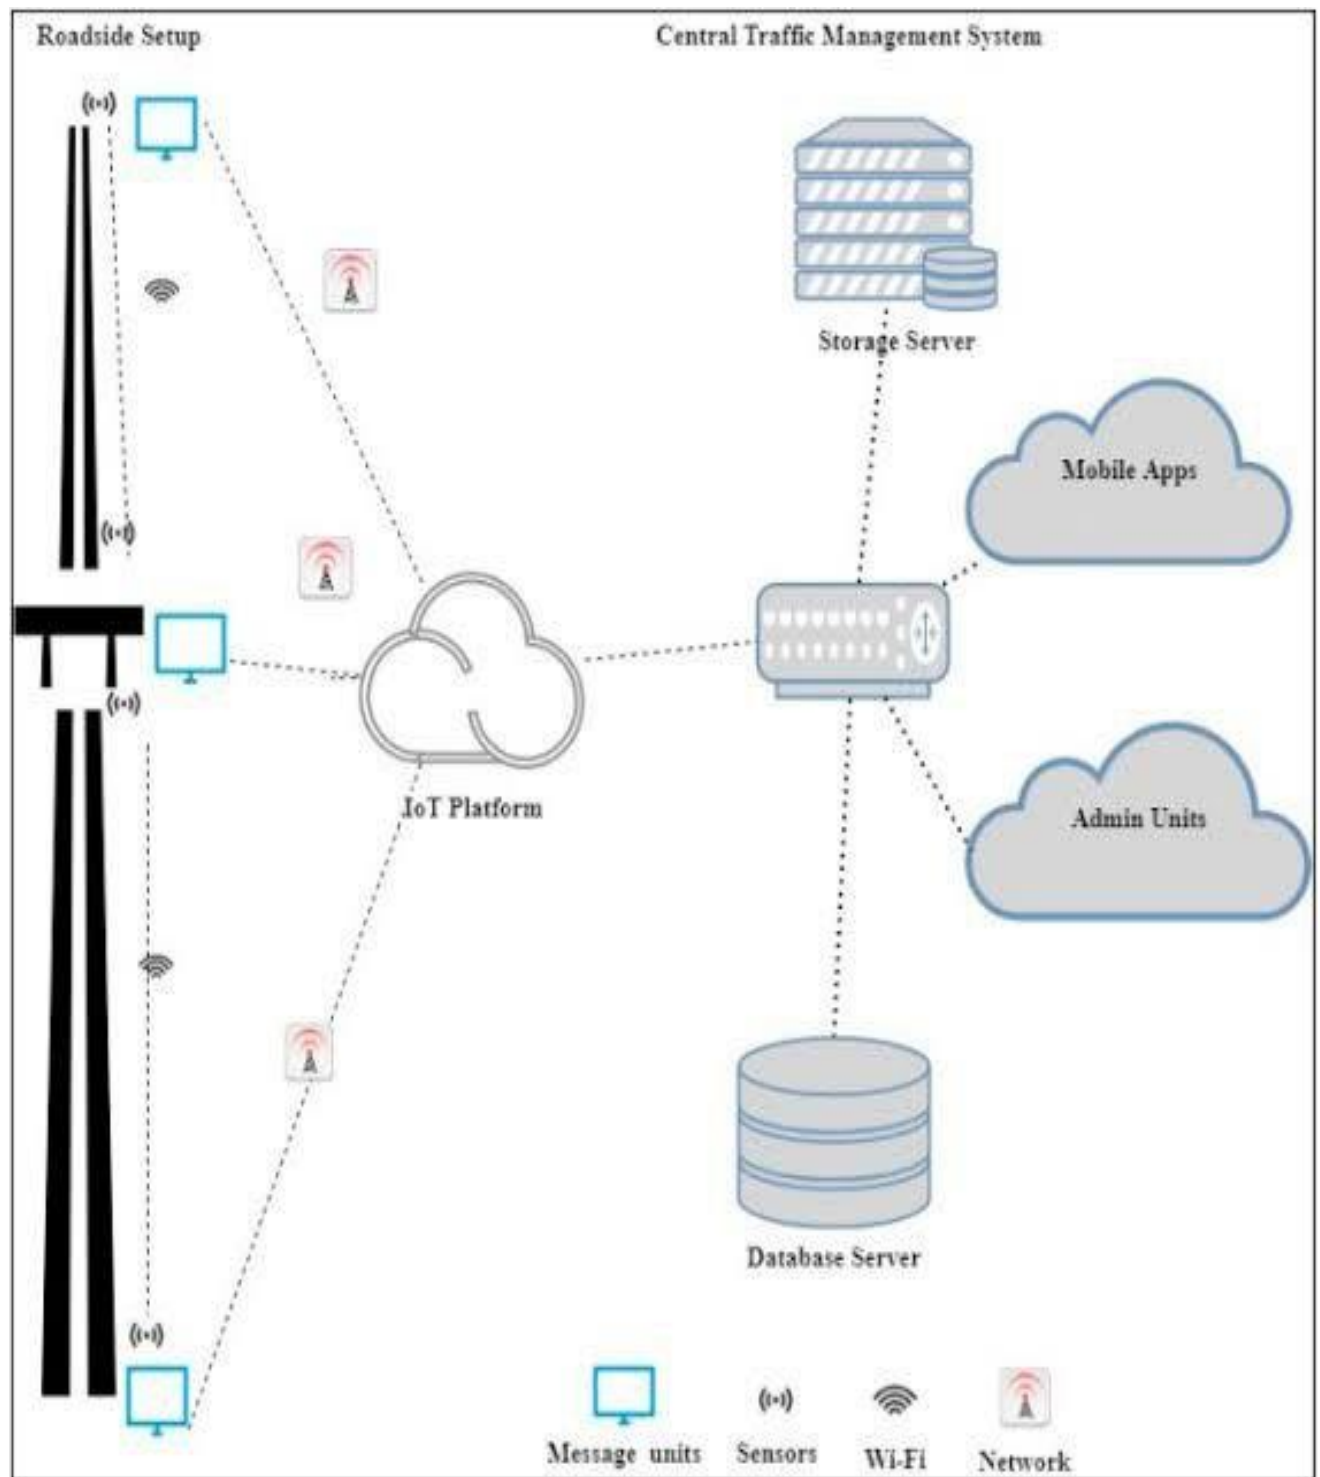 Roadside Setup
Central Traffic Management System
Storage Server
Mobile Apps
IoT Platform
Admin Units
Database Server
Message units
Sensors
Wi-Fi
Network